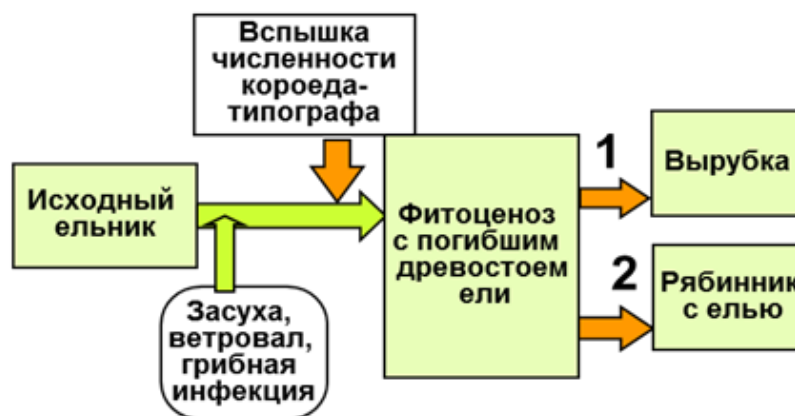 Вспышка
численности
короеда-
типографа
Исходный
ельник
Засуха,
ветровал,
грибная
инфекция
Фитоценоз
с погибшим
древостоем
ели
1
Вырубка
2
Рябинник
с елью